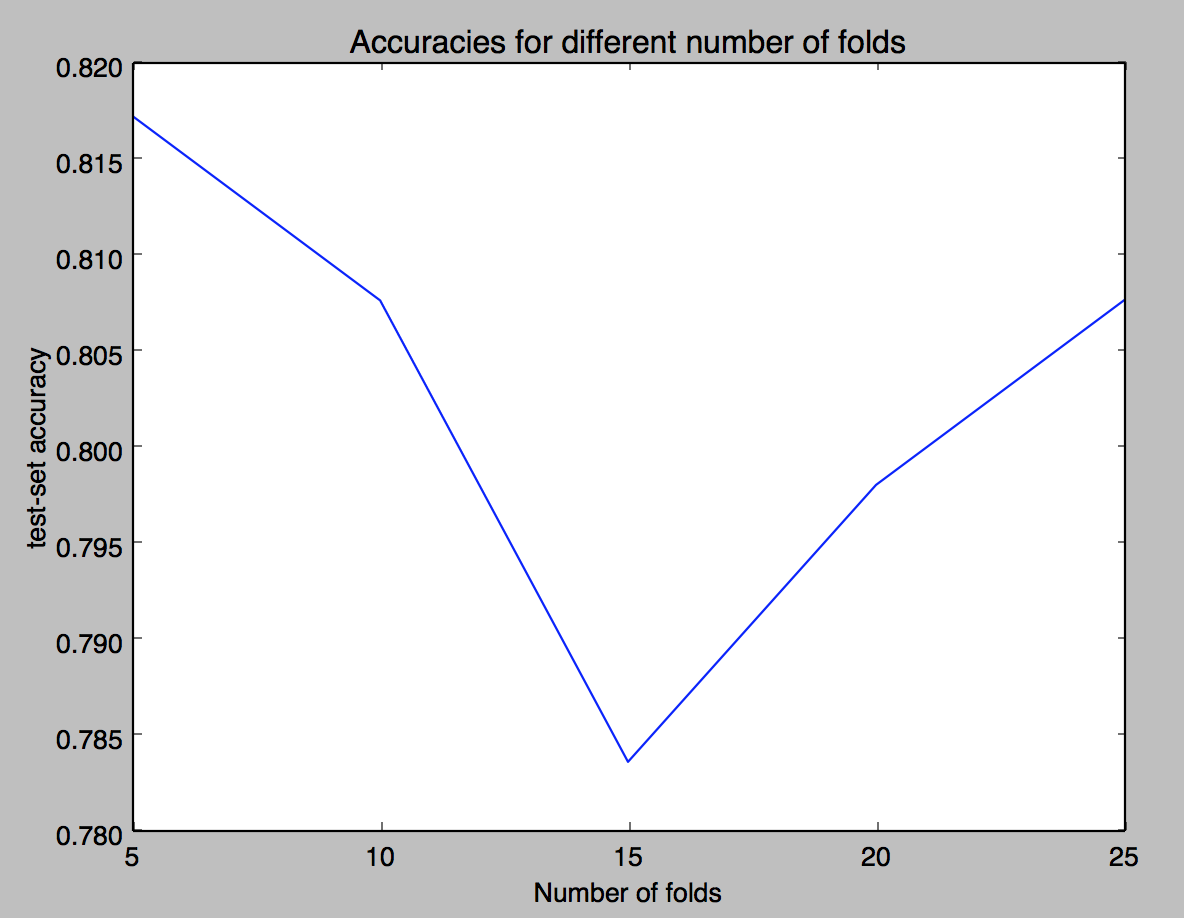 Accuracies for different number of folds
0.820
0.815
0.810
0.805
0.800
0.795
0.790
0.785
0.780
test-set accuracy
5 10 15 20 25
Number of folds